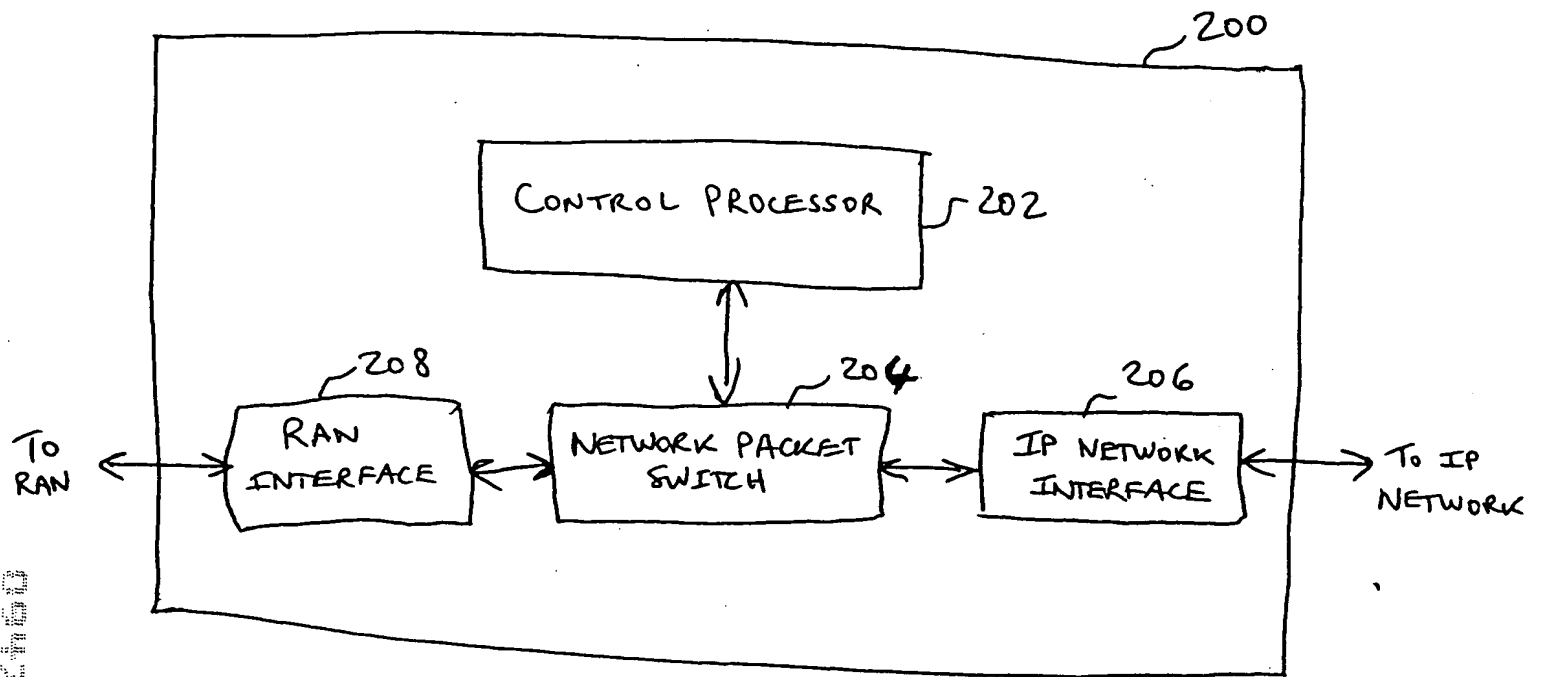 200
CONTROL PROCESSOR
202
208
204
206
TO
RAN
RAN
INTERFACE
NETWORK PACKET
SWITCH
IP NETWORK
INTERFACE
TO IP
NETWORK